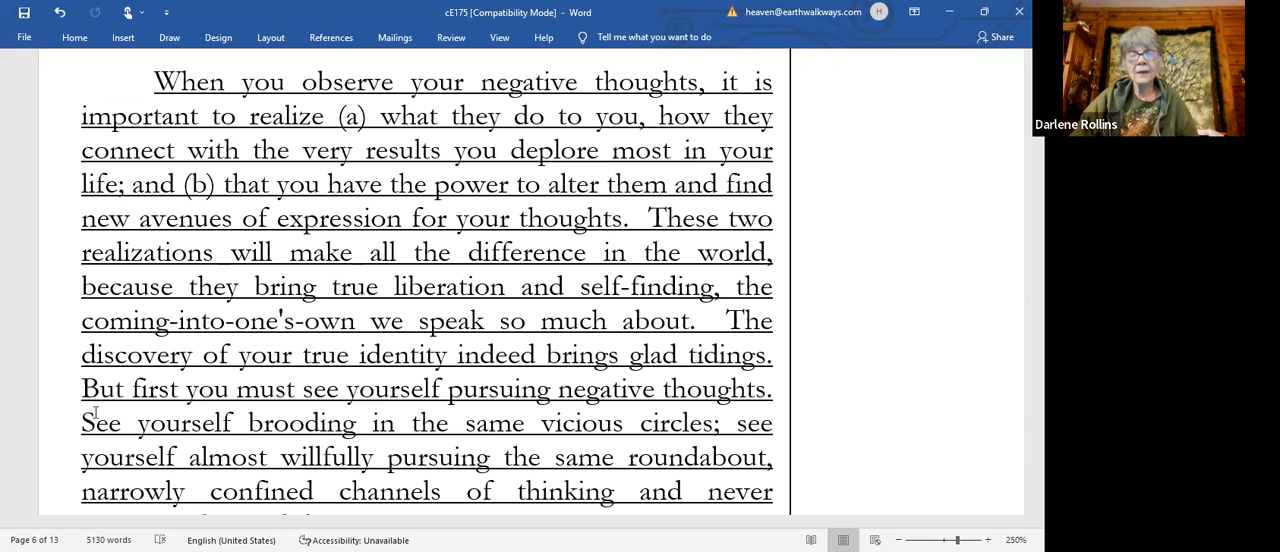 cE175 [Compatibility Mode] - Word
heaven@earthwalkways.com
H
File Home Insert Draw Design Layout References Mailings Review View Help Tell me what you want to do Share
Darlene Rollins
When you observe your negative thoughts, it is
important to realize (a) what they do to you, how they
connect with the very results you deplore most in your
life; and (b) that you have the power to alter them and find
new avenues of expression for your thoughts. These two
realizations will make all the difference in the world,
because they bring true liberation and self-finding, the
coming-into-one's-own we speak so much about. The
discovery of your true identity indeed brings glad tidings.
But first you must see yourself pursuing negative thoughts.
See yourself brooding in the same vicious circles; see
yourself almost willfully pursuing the same roundabout,
narrowly confined channels of thinking and never
Page 6 of 13 5130 words English (United States) Accessibility: Unavailable 250%